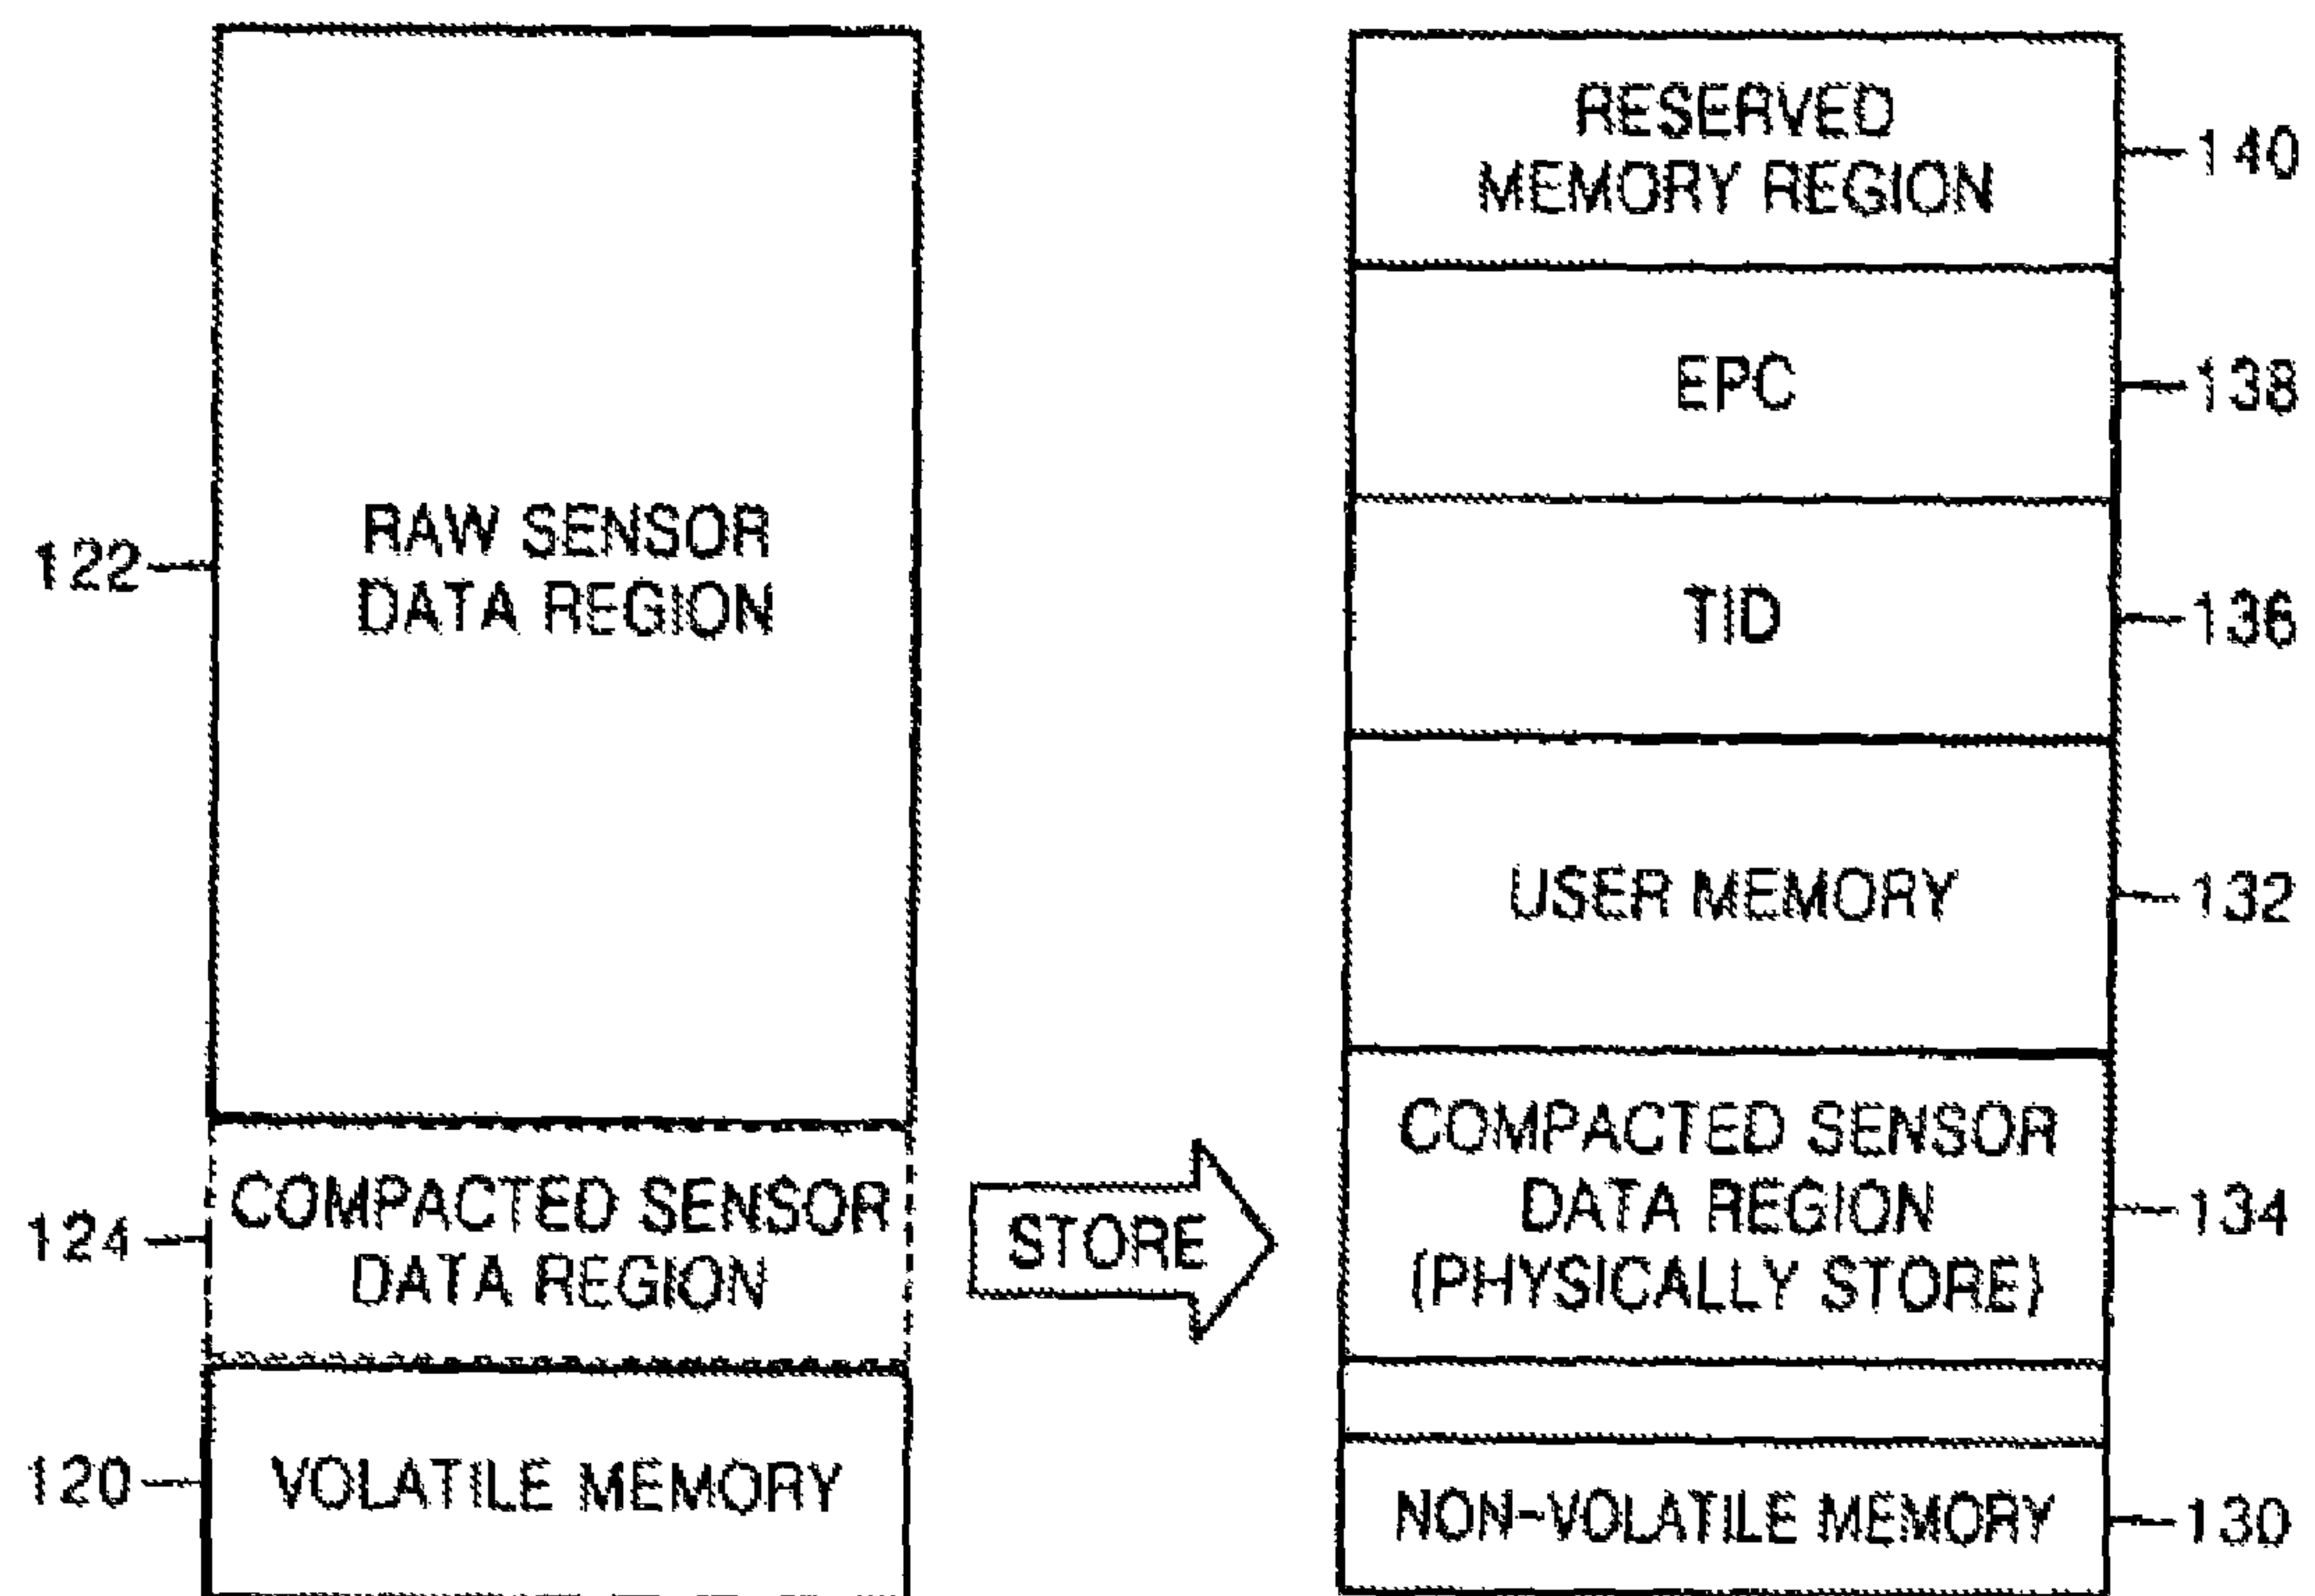 122
RAW SENSOR
DATA REGION
124
COMPACTED SENSOR
DATA REGION
120
VOLATILE MEMORY
STORE
RESERVED
MEMORY REGION
140
EPC
138
TID
136
USER MEMORY
132
COMPACTED SENSOR
DATA REGION
(PHYSICALLY STORE)
134
NON-VOLATILE MEMORY
130